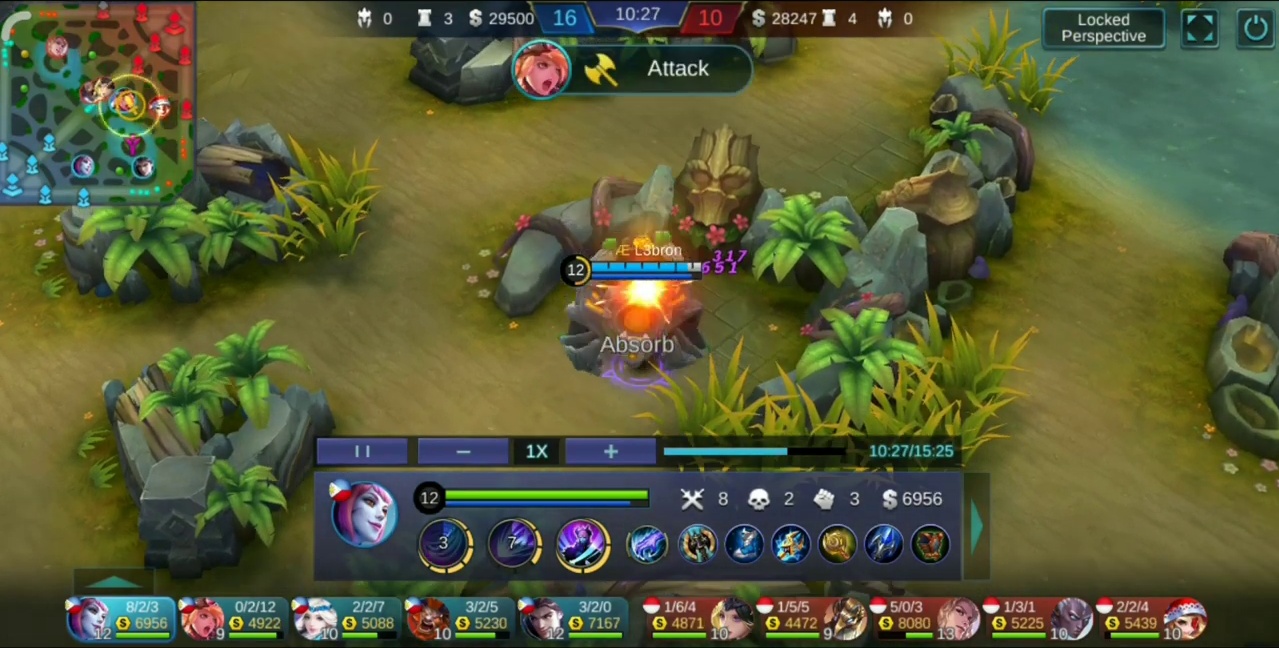 0 3 $ 29500 16 10:27 10 $ 28247 4 0
Locked
Perspective
Attack
Æ L3bron
12
317
651
Absorb
1X
10:27/15:25
12 8 2 3 $ 6956
3 7
8/2/3 0/2/12 2/2/7 3/2/5 3/2/0 1/6/4 1/5/5 5/0/3 1/3/1 2/2/4
6956 4922 5088 5230 7167 4871 4472 8080 5225 5439
12 9 10 10 12 10 9 13 10 10